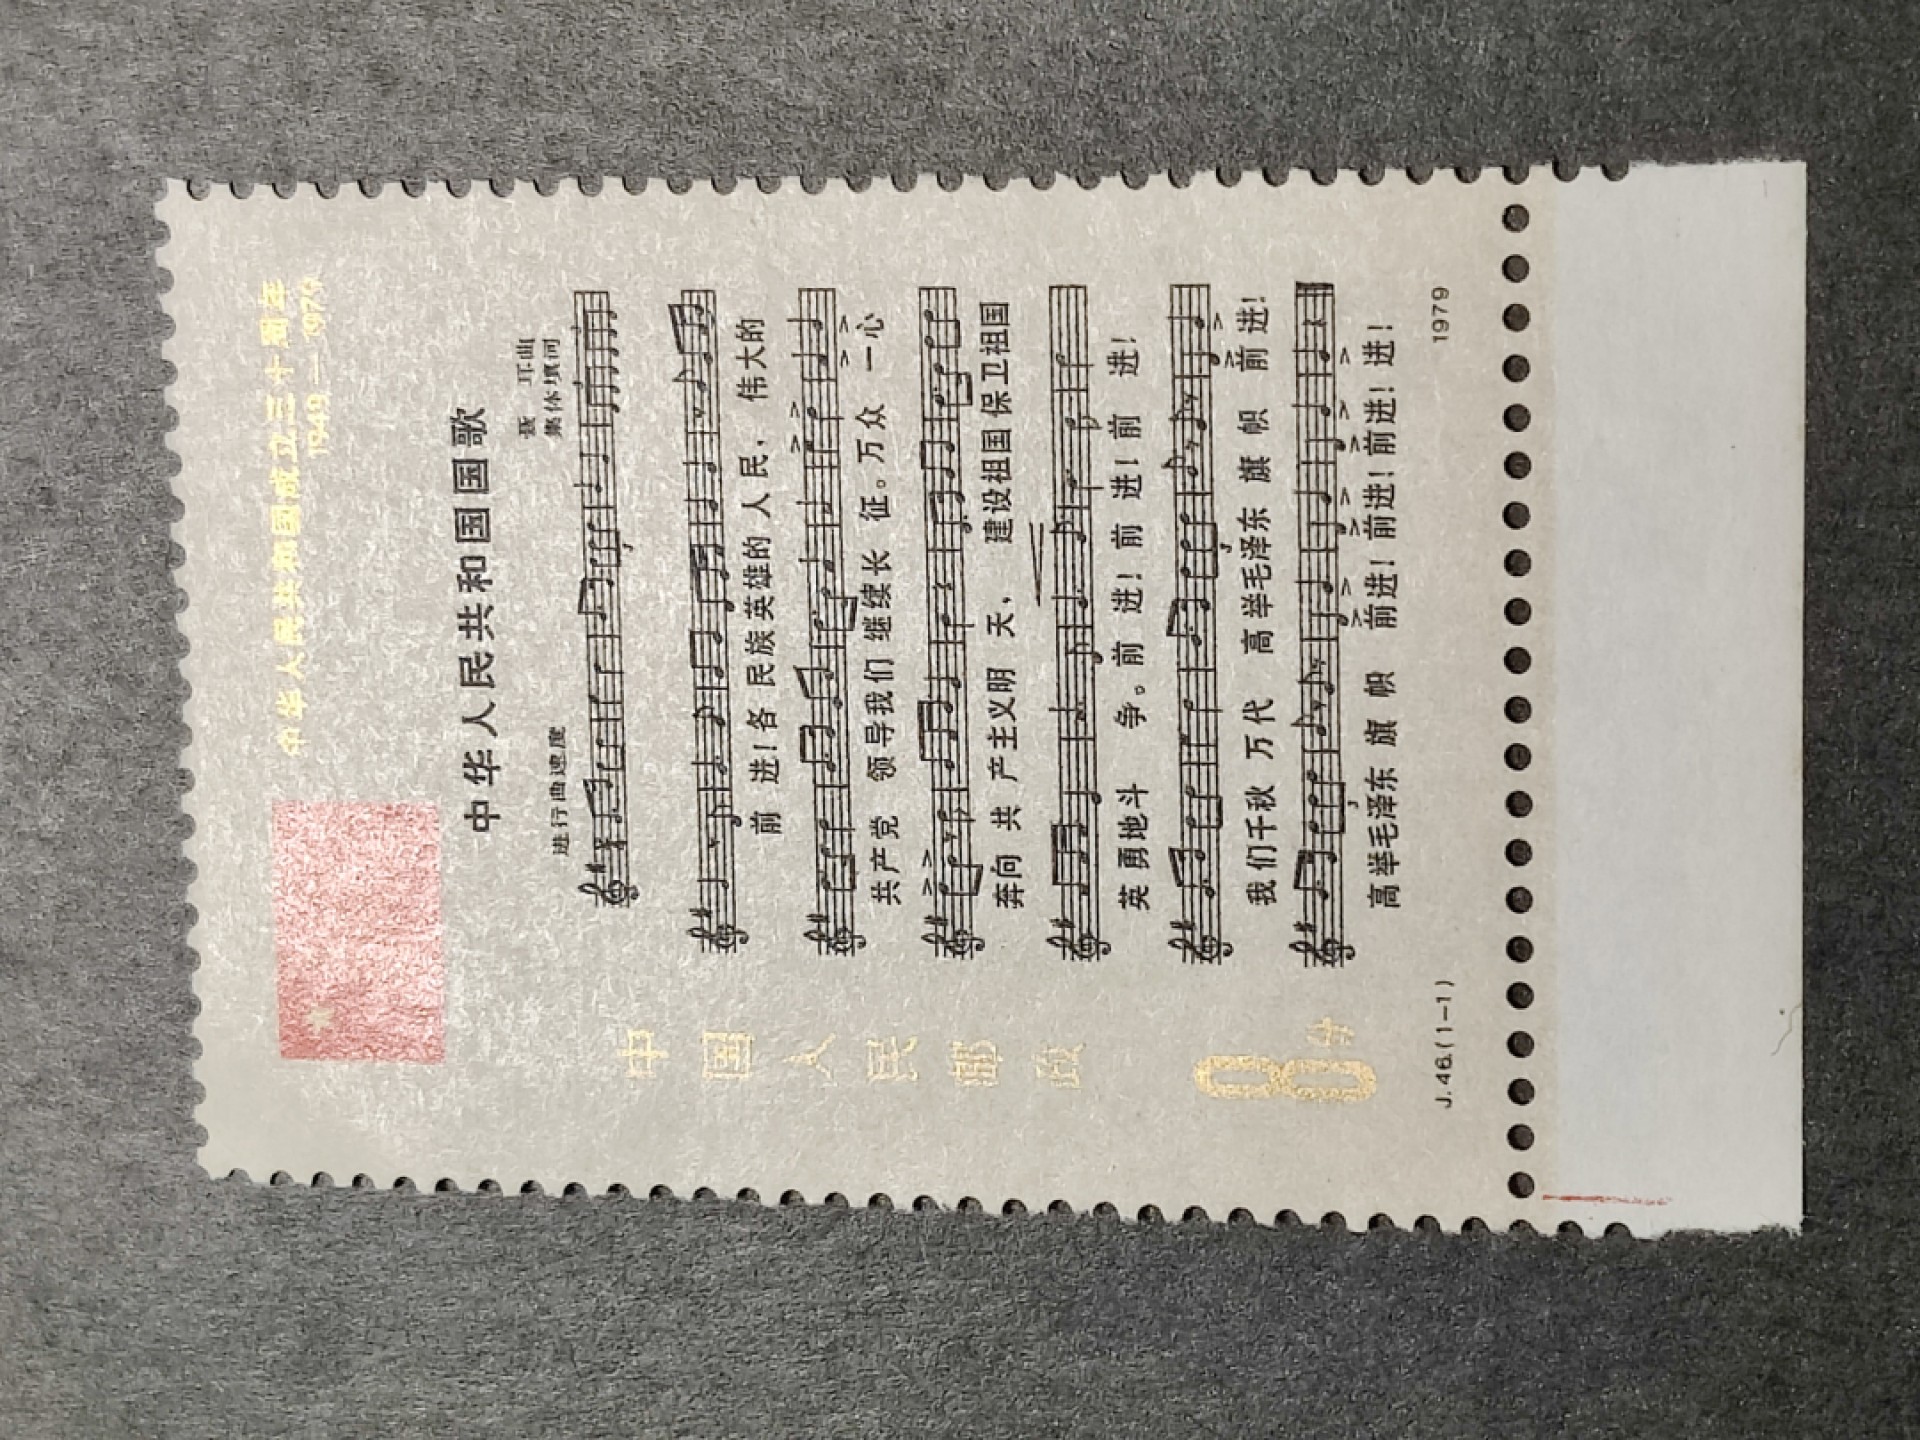 中华人民共和国成立三十周年
1949—1979
中华人民共和国国歌
进行曲速度
聂 耳曲
集体填词
前 进！各 民族英雄的 人 民，伟大的
共产党 领导我们 继续长 征。万众 一心
奔向 共 产主义明 天， 建设祖国保卫祖国
英 勇地斗 争。前 进！前 进！前 进！
我们千秋 万代 高举毛泽东 旗 帜 前 进！
高举毛泽东 旗 帜 前进！前进！前进！进！
中国人民邮政
8分
J.46.(1-1)
1979